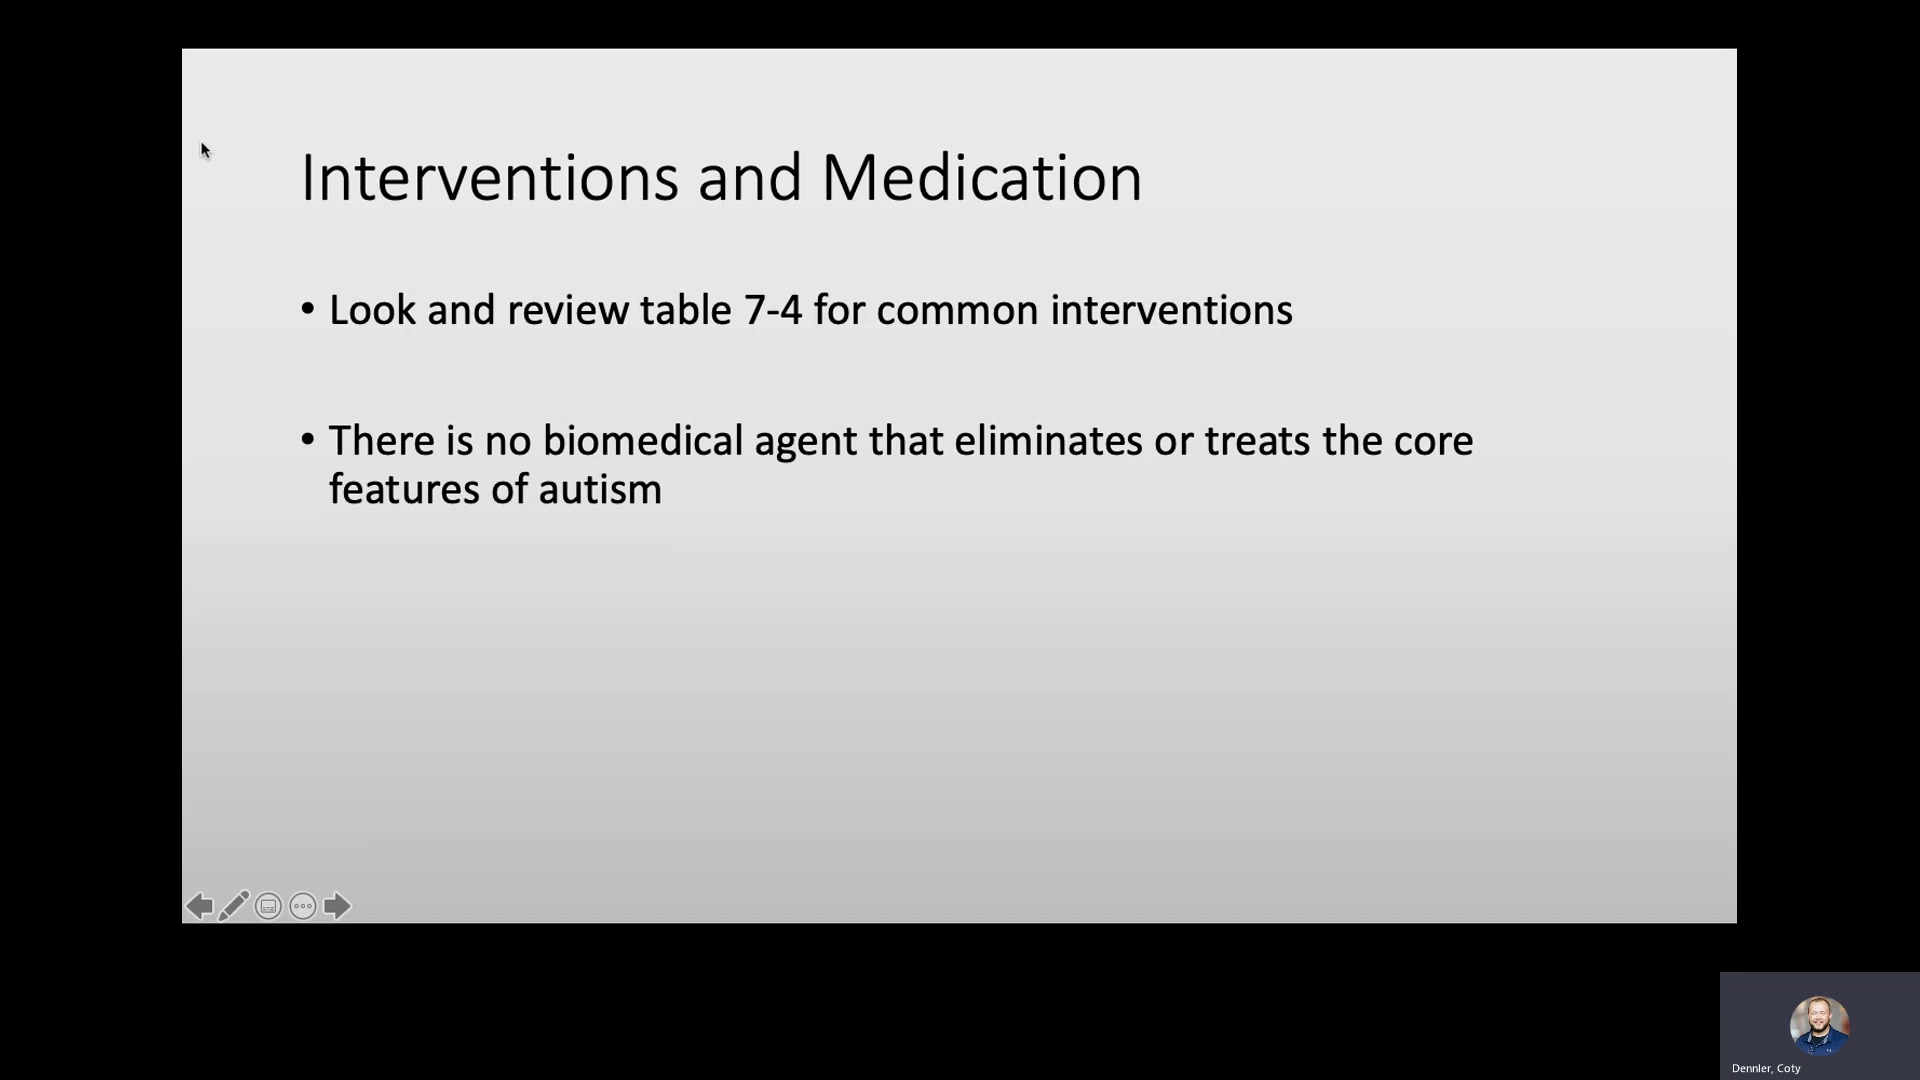 Interventions and Medication
• Look and review table 7-4 for common interventions
• There is no biomedical agent that eliminates or treats the core
features of autism
Dennler, Coty